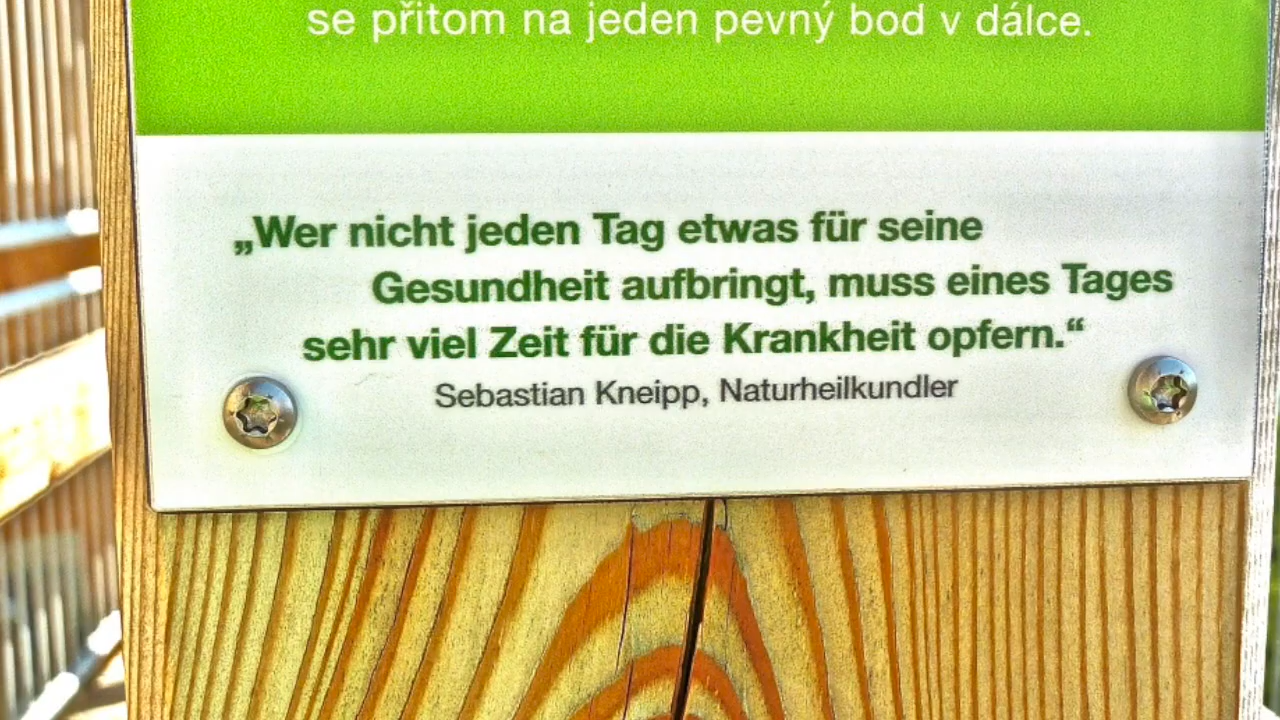 se přitom na jeden pevný bod v dálce.
„Wer nicht jeden Tag etwas für seine
Gesundheit aufbringt, muss eines Tages
sehr viel Zeit für die Krankheit opfern.“
Sebastian Kneipp, Naturheilkundler